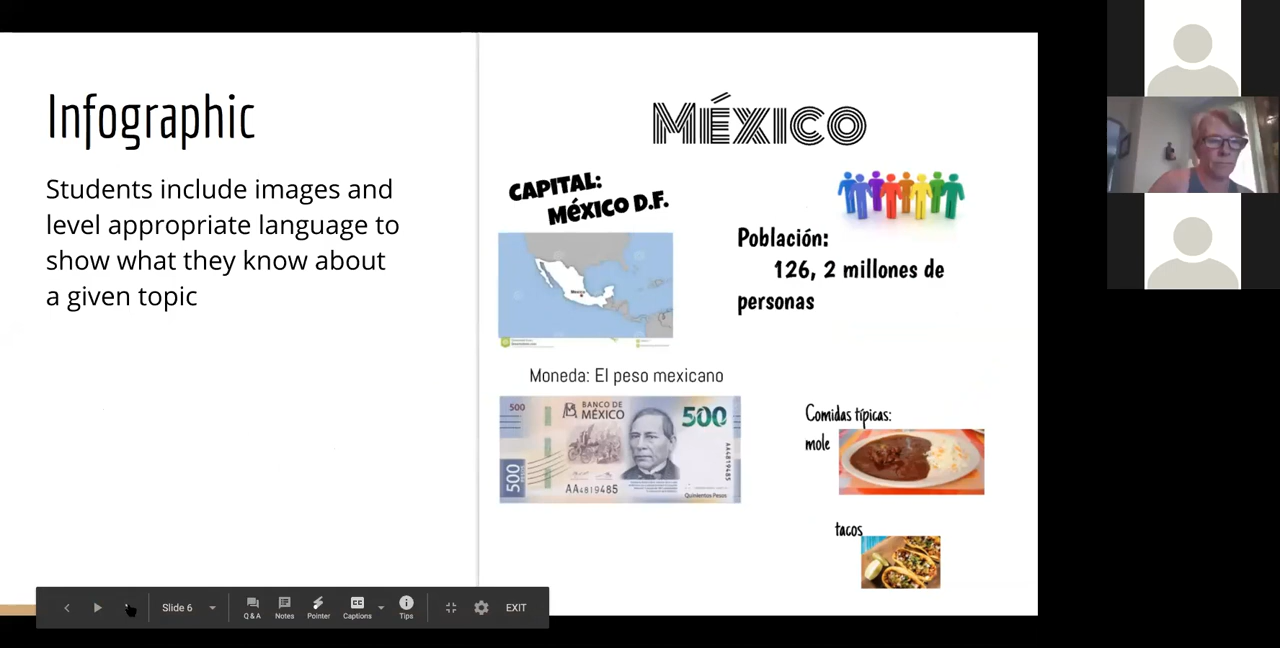 Infographic
Students include images and
level appropriate language to
show what they know about
a given topic
MÉXICO
CAPITAL:
MÉXICO D.F.
Población:
126, 2 millones de
personas
Moneda: El peso mexicano
500
BANCO DE
MÉXICO
500
500
AA4819485
AA4819485
Quinientos Pesos
Comidas típicas:
mole
tacos
Slide 6
Q & A
Notes
Pointer
Captions
Tips
EXIT